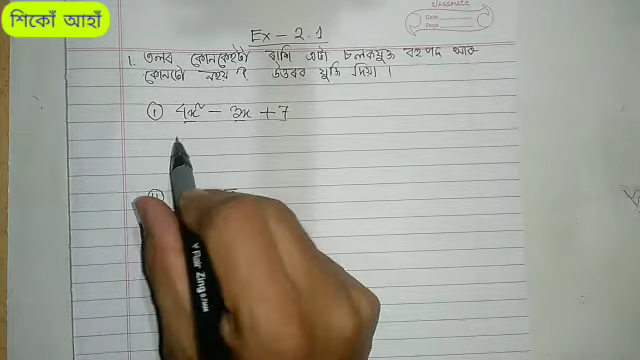 শিকোঁ আহাঁ
classmate
Date
Page
Ex – 2.1
1. তলৰ কোনকেইটা ৰাশি এটা চলকযুক্ত বহুপদ আৰু
কোনটো নহয় ? উত্তৰৰ যুক্তি দিয়া ।
(i) 4x² – 3x + 7
(ii)